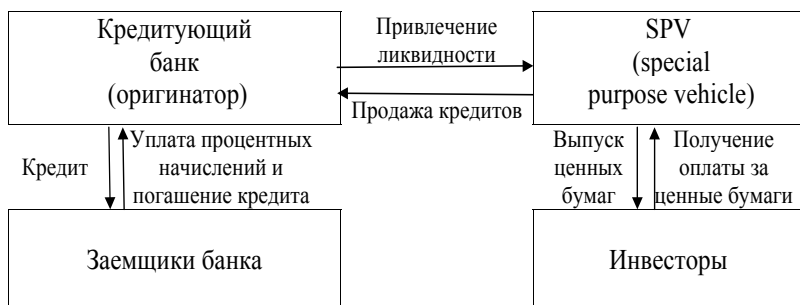 Кредитующий
банк
(оригинатор)
Привлечение
ликвидности
Продажа кредитов
SPV
(special
purpose vehicle)
Кредит
Уплата процентных
начислений и
погашение кредита
Выпуск
ценных
бумаг
Получение
оплаты за
ценные бумаги
Заемщики банка
Инвесторы